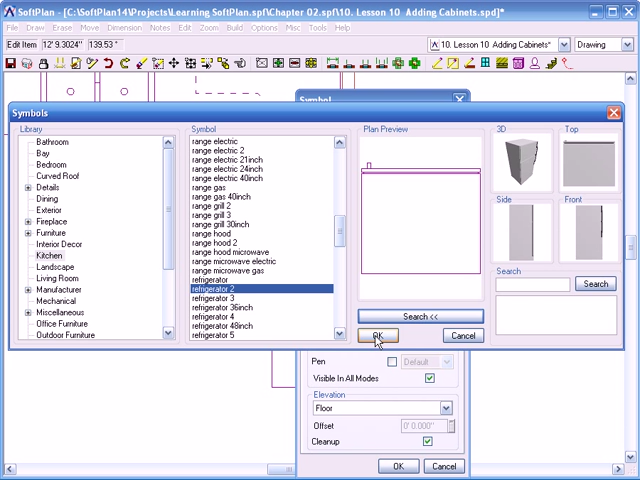 SoftPlan - [C:\SoftPlan14\Projects\Learning SoftPlan.spf\Chapter 02.spf\10. Lesson 10  Adding Cabinets.spd]*
File Draw Erase Move Dimension Notes Edit Zoom Build Options Misc Tools Help
Edit Item 12' 9.3024" 139.53 ° 10. Lesson 10  Adding Cabinets* Drawing
Symbol
Symbols
Library
Bathroom
Bay
Bedroom
Curved Roof
Details
Dining
Exterior
Fireplace
Furniture
Interior Decor
Kitchen
Landscape
Living Room
Manufacturer
Mechanical
Miscellaneous
Office Furniture
Outdoor Furniture
Symbol
range electric
range electric 2
range electric 21inch
range electric 24inch
range electric 40inch
range gas
range gas 40inch
range grill 2
range grill 3
range grill 30inch
range hood
range hood 2
range hood microwave
range microwave electric
range microwave gas
refrigerator
refrigerator 2
refrigerator 3
refrigerator 36inch
refrigerator 4
refrigerator 48inch
refrigerator 5
Plan Preview
Search <<
OK
Cancel
3D
Top
Side
Front
Search
Search
Pen Default
Visible In All Modes
Elevation
Floor
Offset 0' 0.000"
Cleanup
OK Cancel